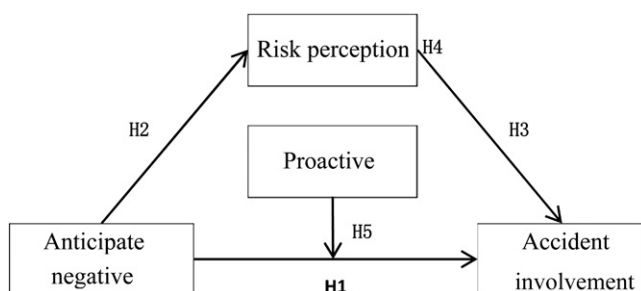 Risk perception
H4
H2
H3
Proactive
H5
Anticipate
negative
Accident
involvement
H1